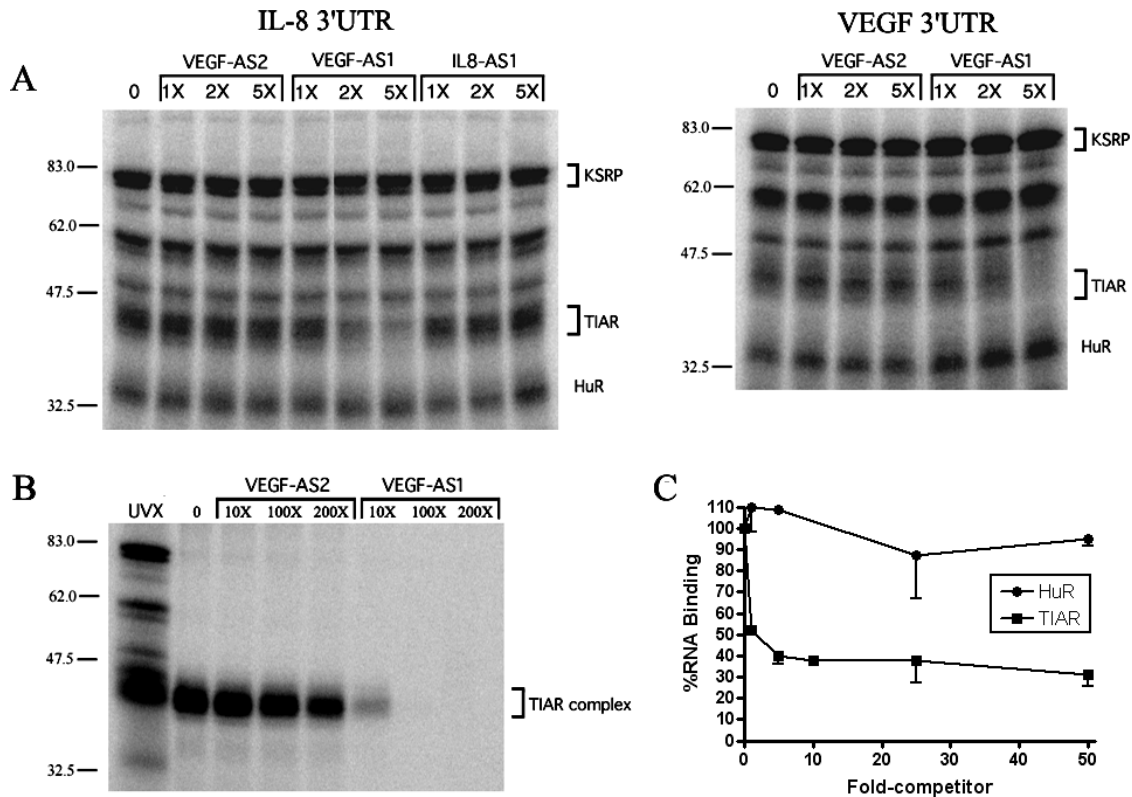 IL-8 3'UTR
VEGF 3'UTR
A
VEGF-AS2 VEGF-AS1 IL8-AS1
0 1X 2X 5X 1X 2X 5X 1X 2X 5X
83.0
62.0
47.5
32.5
KSRP
TIAR
HuR
VEGF-AS2 VEGF-AS1
0 1X 2X 5X 1X 2X 5X
83.0
62.0
47.5
32.5
KSRP
TIAR
HuR
B
VEGF-AS2 VEGF-AS1
UVX 0 10X 100X 200X 10X 100X 200X
83.0
62.0
47.5
32.5
TIAR complex
C
%RNA Binding
110
100
90
80
70
60
50
40
30
20
10
0
HuR
TIAR
0 10 20 30 40 50
Fold-competitor